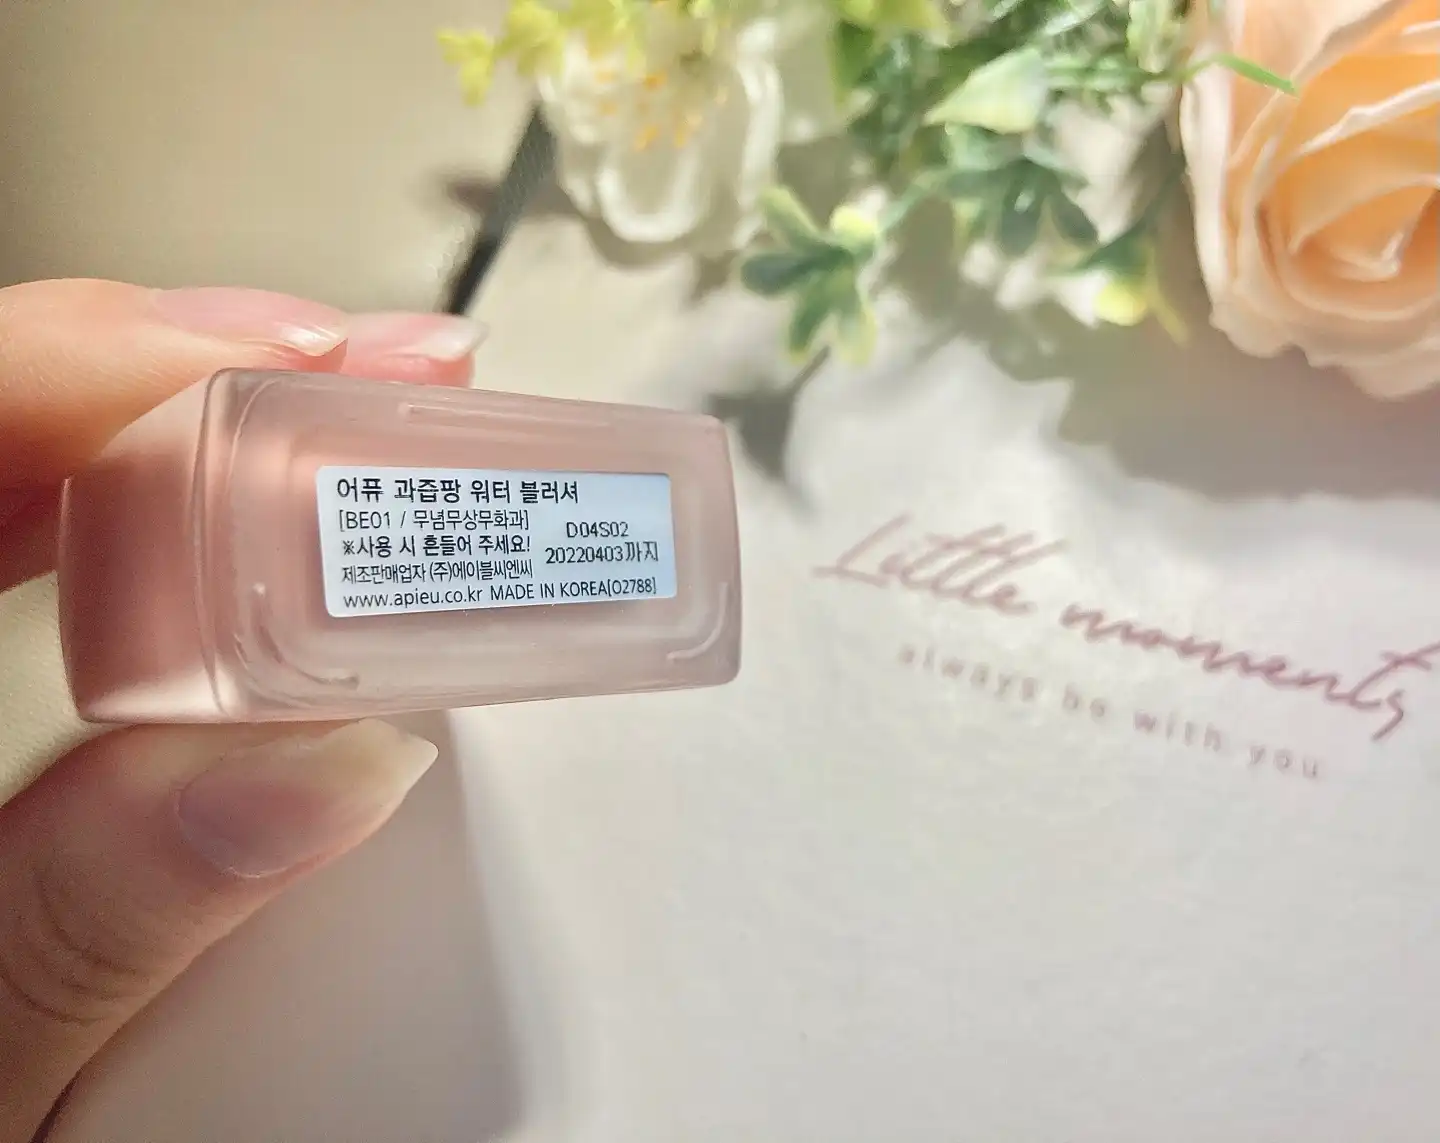 어퓨 과즙팡 워터 블러셔
[BE01 / 무념무상무화과]
※사용 시 흔들어 주세요!
제조판매업자 (주)에이블씨엔씨
D04S02
20220403까지
www.apieu.co.kr MADE IN KOREA[02788]
Little moments
always be with you